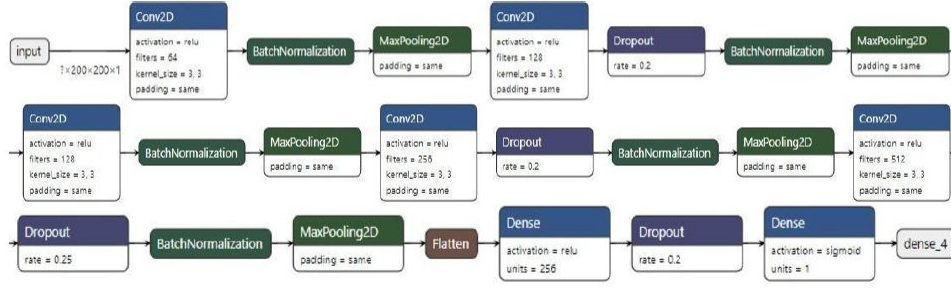 input
?×200×200×1
Conv2D
activation = relu
filters = 64
kernel_size = 3, 3
padding = same
BatchNormalization
MaxPooling2D
padding = same
Conv2D
activation = relu
filters = 128
kernel_size = 3, 3
padding = same
Dropout
rate = 0.2
BatchNormalization
MaxPooling2D
padding = same
Conv2D
activation = relu
filters = 128
kernel_size = 3, 3
padding = same
BatchNormalization
MaxPooling2D
padding = same
Conv2D
activation = relu
filters = 256
kernel_size = 3, 3
padding = same
Dropout
rate = 0.2
BatchNormalization
MaxPooling2D
padding = same
Conv2D
activation = relu
filters = 512
kernel_size = 3, 3
padding = same
Dropout
rate = 0.25
BatchNormalization
MaxPooling2D
padding = same
Flatten
Dense
activation = relu
units = 256
Dropout
rate = 0.2
Dense
activation = sigmoid
units = 1
dense_4